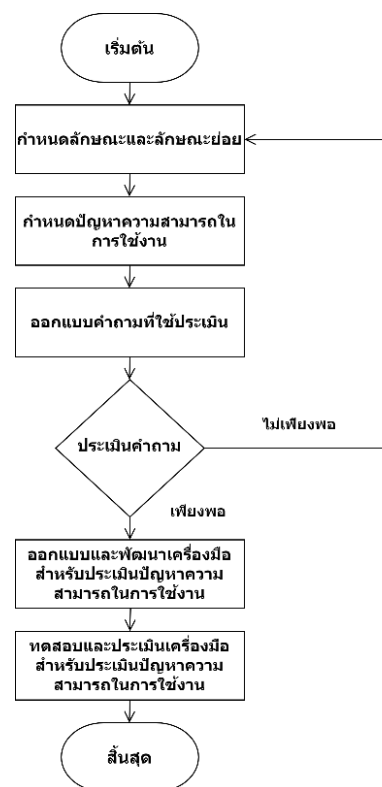 เริ่มต้น
กำหนดลักษณะและลักษณะย่อย
กำหนดปัญหาความสามารถใน
การใช้งาน
ออกแบบคำถามที่ใช้ประเมิน
ประเมินคำถาม
ไม่เพียงพอ
เพียงพอ
ออกแบบและพัฒนาเครื่องมือ
สำหรับประเมินปัญหาความ
สามารถในการใช้งาน
ทดสอบและประเมินเครื่องมือ
สำหรับประเมินปัญหาความ
สามารถในการใช้งาน
สิ้นสุด